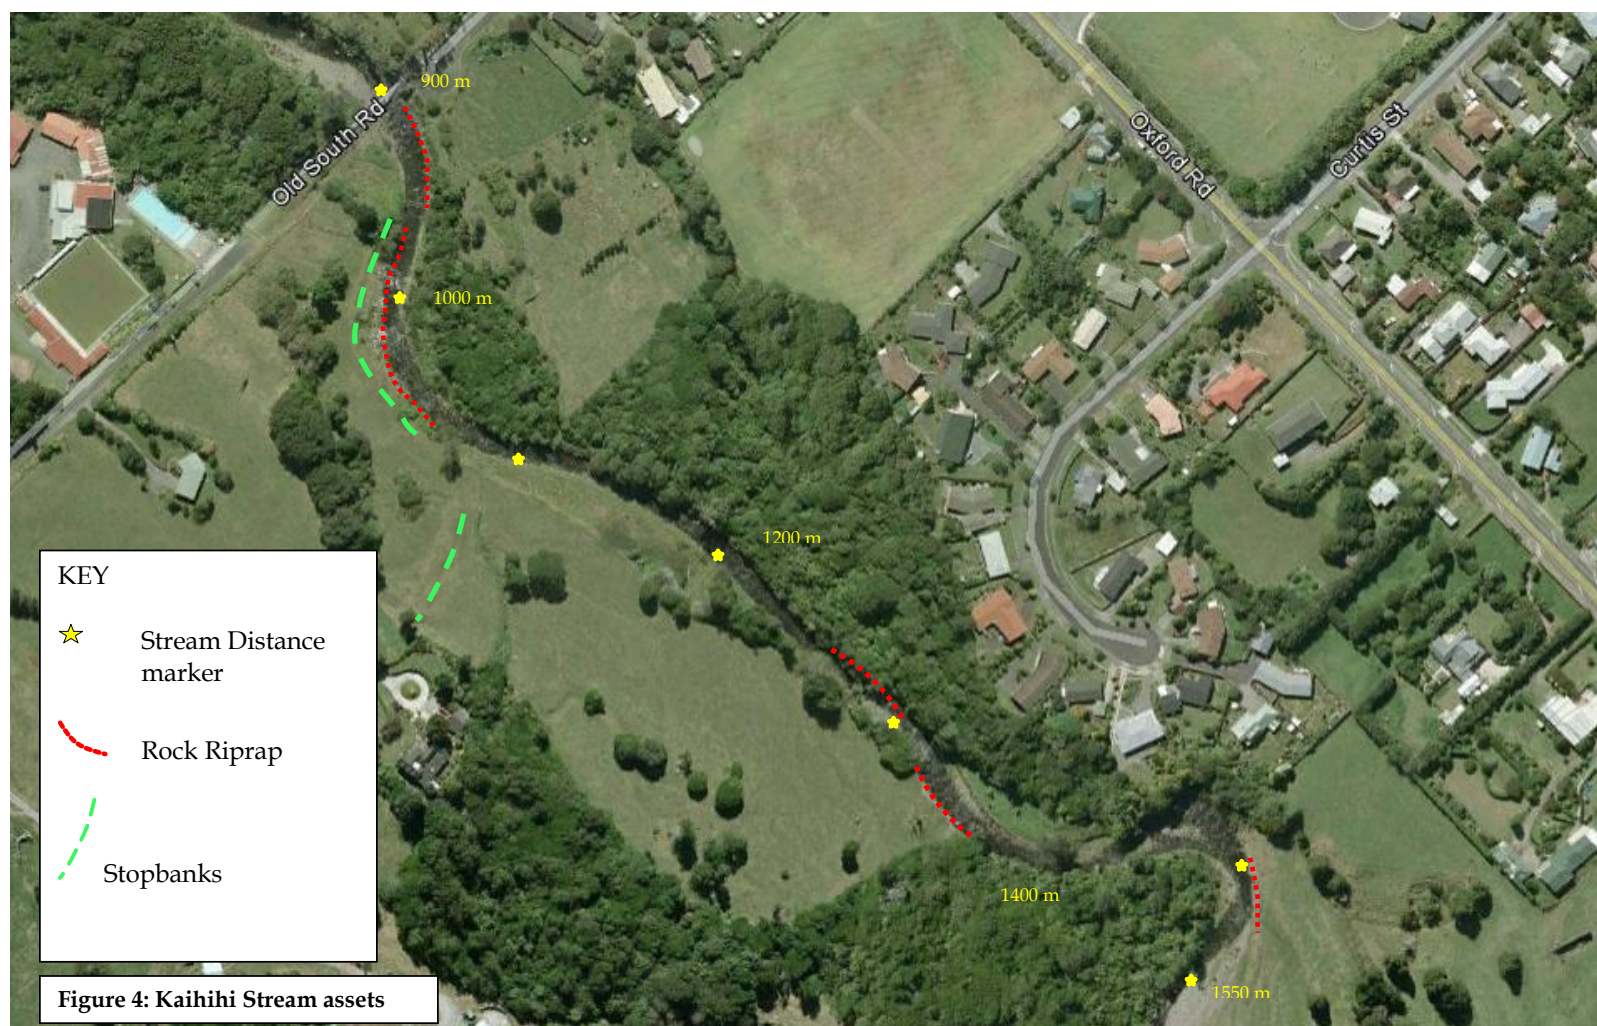 900 m
Old South Rd
Oxford Rd
Curtis St
1000 m
1200 m
KEY
Stream Distance
marker
Rock Riprap
Stopbanks
1400 m
1550 m
Figure 4: Kaihihi Stream assets